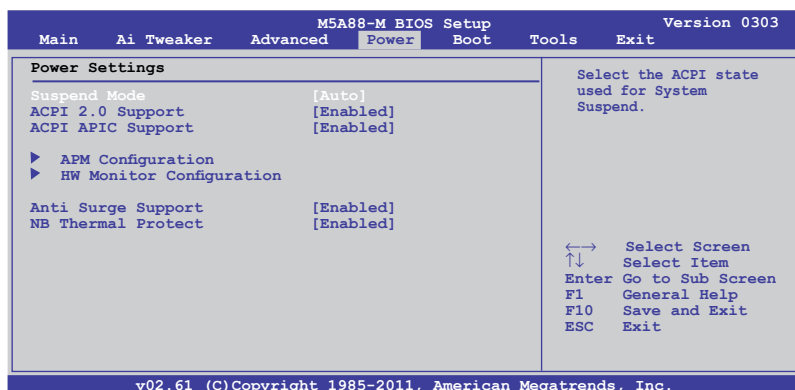 M5A88-M BIOS Setup Version 0303
Main Ai Tweaker Advanced Power Boot Tools Exit
Power Settings
Suspend Mode [Auto]
ACPI 2.0 Support [Enabled]
ACPI APIC Support [Enabled]
APM Configuration
HW Monitor Configuration
Anti Surge Support [Enabled]
NB Thermal Protect [Enabled]
Select the ACPI state
used for System
Suspend.
←→ Select Screen
↑↓ Select Item
Enter Go to Sub Screen
F1 General Help
F10 Save and Exit
ESC Exit
v02.61 (C)Copyright 1985-2011, American Megatrends, Inc.